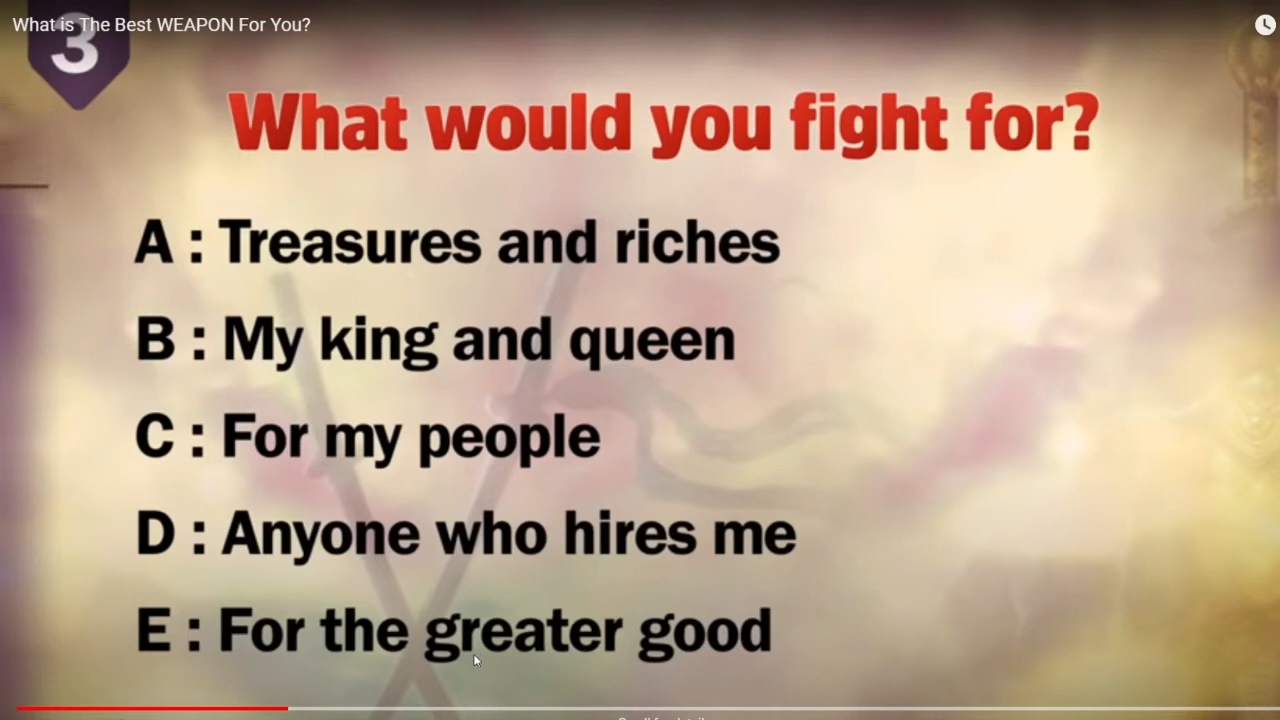 What is The Best WEAPON For You?
3
What would you fight for?
A : Treasures and riches
B : My king and queen
C : For my people
D : Anyone who hires me
E : For the greater good